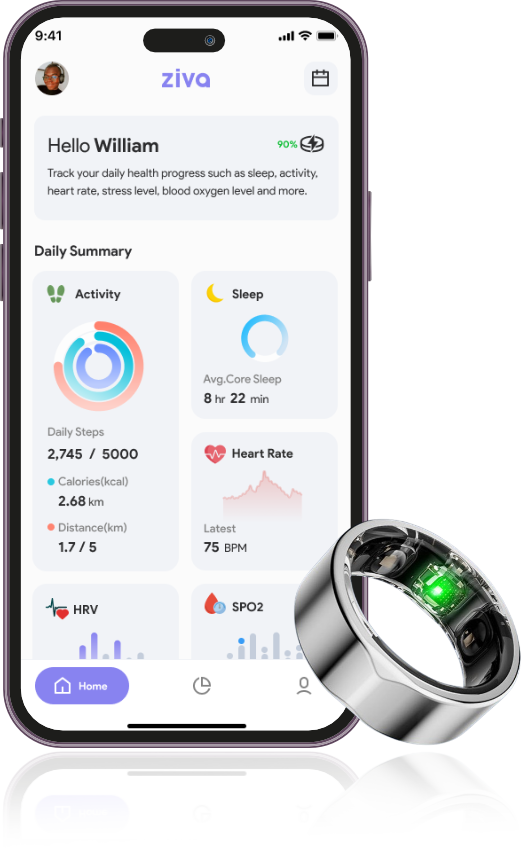 9:41
ziva
Hello William
90%
Track your daily health progress such as sleep, activity,
heart rate, stress level, blood oxygen level and more.
Daily Summary
Activity
Daily Steps
2,745 / 5000
Calories(kcal)
2.68 km
Distance(km)
1.7 / 5
Sleep
Avg.Core Sleep
8 hr 22 min
Heart Rate
Latest
75 BPM
HRV
SPO2
Home